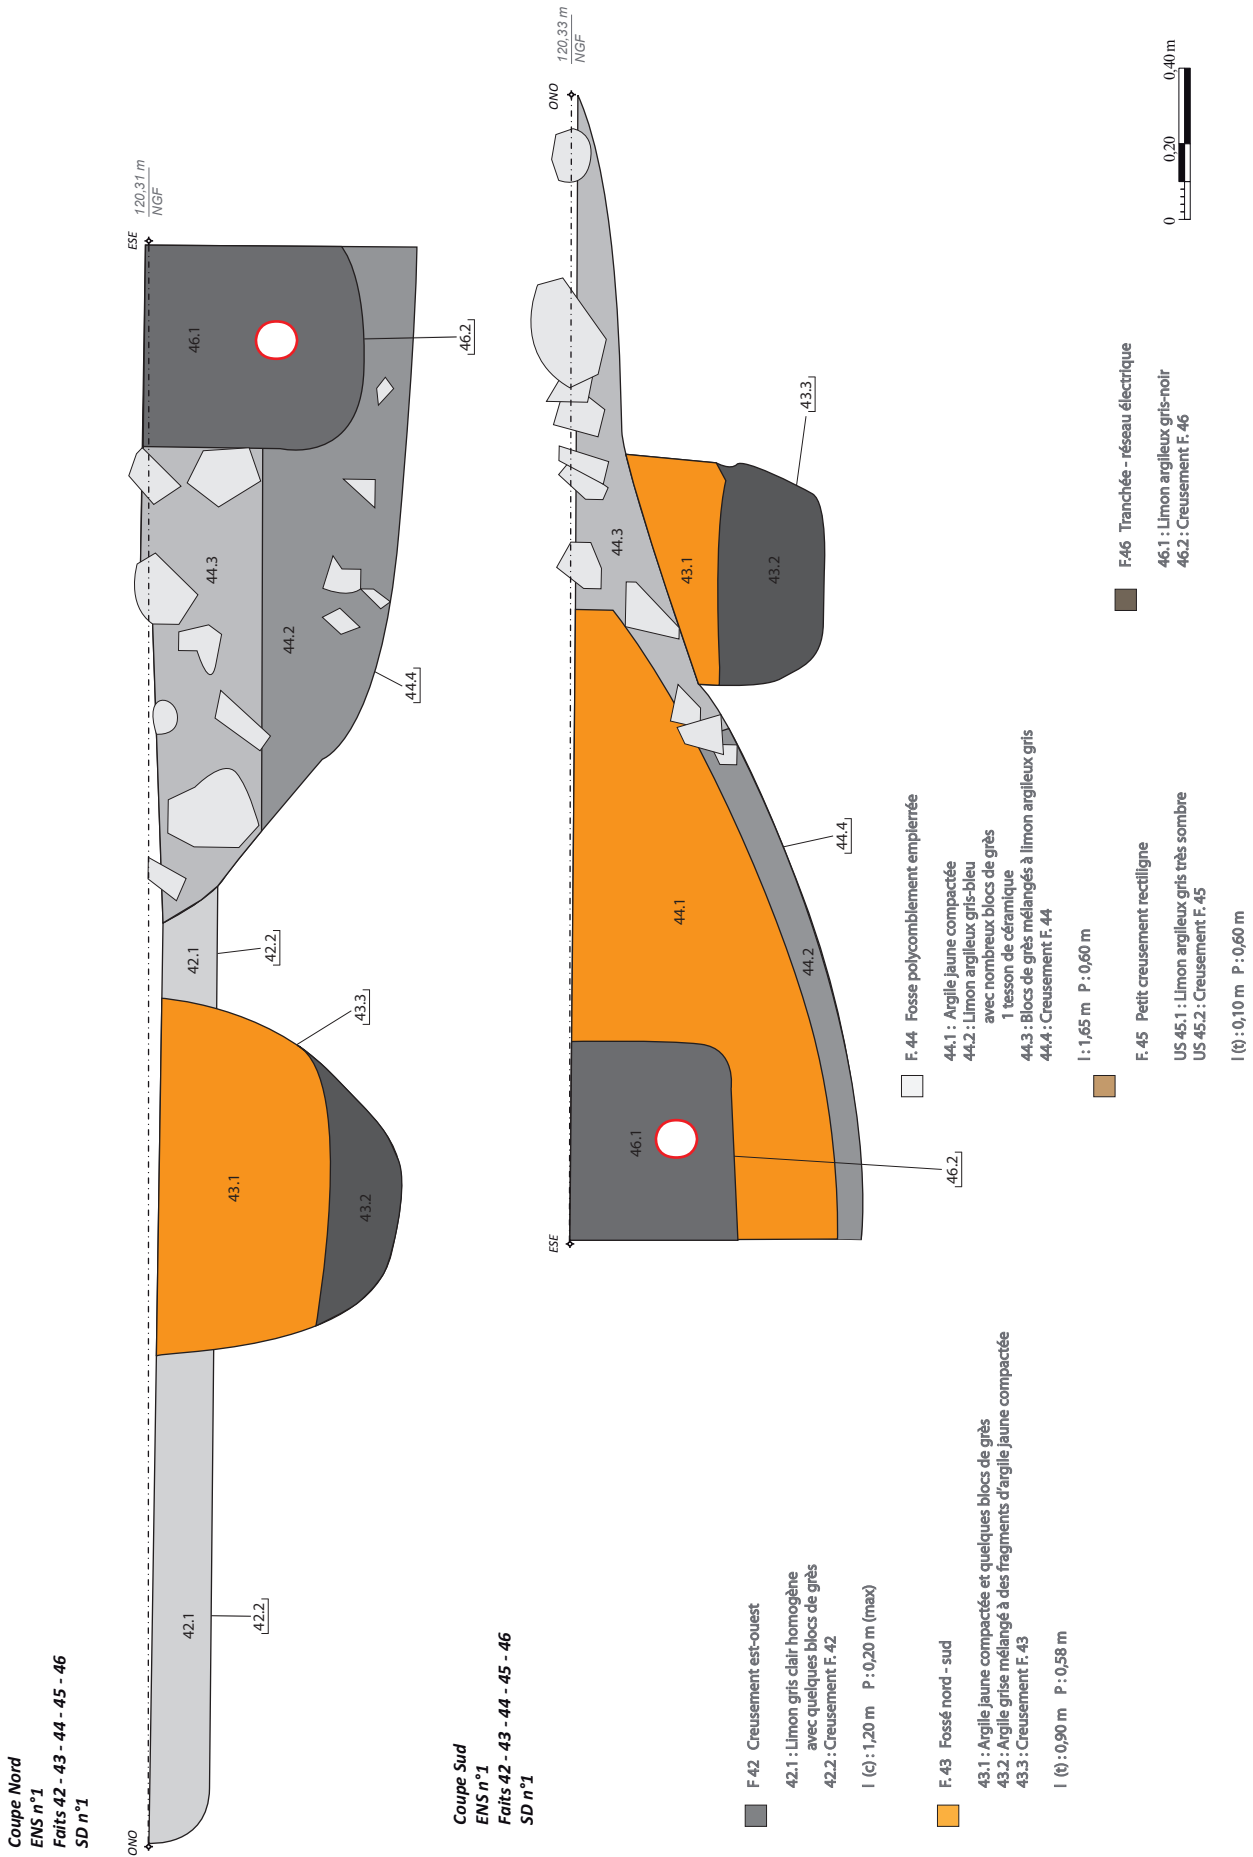 Coupe Nord
ENS n°1
Faits 42 - 43 - 44 - 45 - 46
SD n°1
ONO
ESE
120,31 m
NGF
42.1
42.2
43.1
43.2
43.3
42.1
42.2
44.3
44.2
44.4
46.1
46.2
Coupe Sud
ENS n°1
Faits 42 - 43 - 44 - 45 - 46
SD n°1
ESE
ONO
120,33 m
NGF
46.1
46.2
44.1
44.2
44.4
44.3
43.1
43.2
43.3
F 42 Creusement est-ouest
42.1 : Limon gris clair homogène
avec quelques blocs de grès
42.2 : Creusement F. 42
l (c) : 1,20 m P : 0,20 m (max)
F. 43 Fossé nord - sud
43.1 : Argile jaune compactée et quelques blocs de grès
43.2 : Argile grise mélangé à des fragments d'argile jaune compactée
43.3 : Creusement F. 43
l (t) : 0,90 m P : 0,58 m
F. 44 Fosse polycomblement empierrée
44.1 : Argile jaune compactée
44.2 : Limon argileux gris-bleu
avec nombreux blocs de grès
1 tesson de céramique
44.3 : Blocs de grès mélangés à limon argileux gris
44.4 : Creusement F. 44
l : 1,65 m P : 0,60 m
F. 45 Petit creusement rectiligne
US 45.1 : Limon argileux gris très sombre
US 45.2 : Creusement F. 45
l (t) : 0,10 m P : 0,60 m
F.46 Tranchée - réseau électrique
46.1 : Limon argileux gris-noir
46.2 : Creusement F. 46
0 0,20 0,40 m